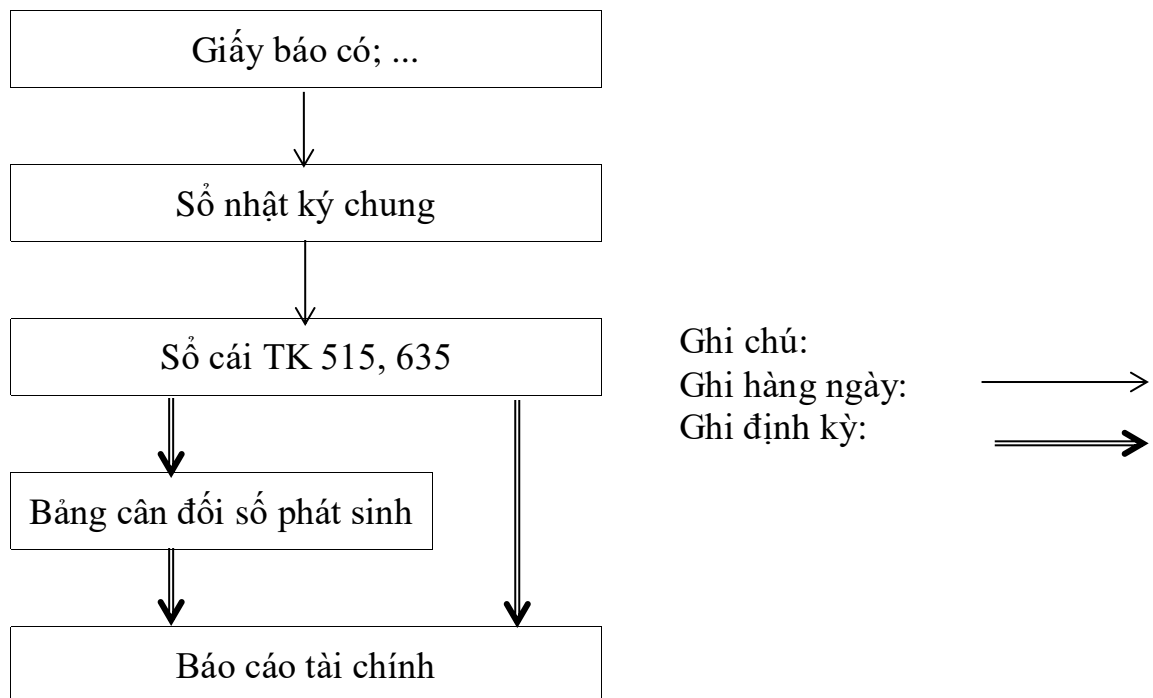 Giấy báo có; ...
Sổ nhật ký chung
Sổ cái TK 515, 635
Ghi chú:
Ghi hàng ngày:
Ghi định kỳ:
Bảng cân đối số phát sinh
Báo cáo tài chính